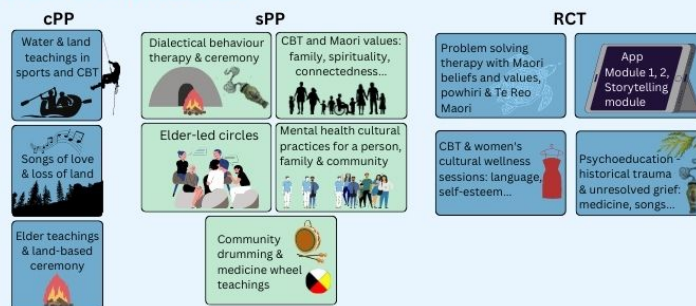 cPP
Water & land
teachings in
sports and CBT
Songs of love
& loss of land
Elder teachings
& land-based
ceremony
sPP
Dialectical behaviour
therapy & ceremony
CBT and Maori values:
family, spirituality,
connectedness...
Elder-led circles
Mental health cultural
practices for a person,
family & community
Community
drumming &
medicine wheel
teachings
RCT
Problem solving
therapy with Maori
beliefs and values,
powhiri & Te Reo
Maori
App
Module 1, 2,
Storytelling
module
CBT & women's
cultural wellness
sessions: language,
self-esteem...
Psychoeducation -
historical trauma
& unresolved grief:
medicine, songs...